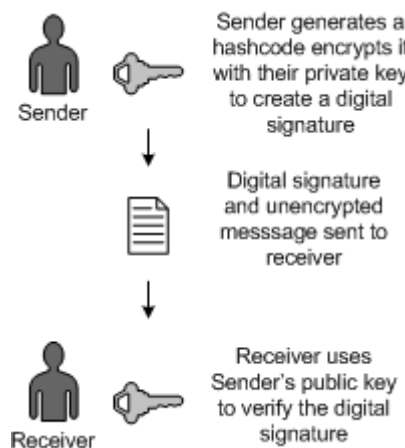 Sender generates a
hashcode encrypts it
with their private key
to create a digital
signature
Sender
Digital signature
and unencrypted
messsage sent to
receiver
Receiver uses
Sender's public key
to verify the digital
signature
Receiver